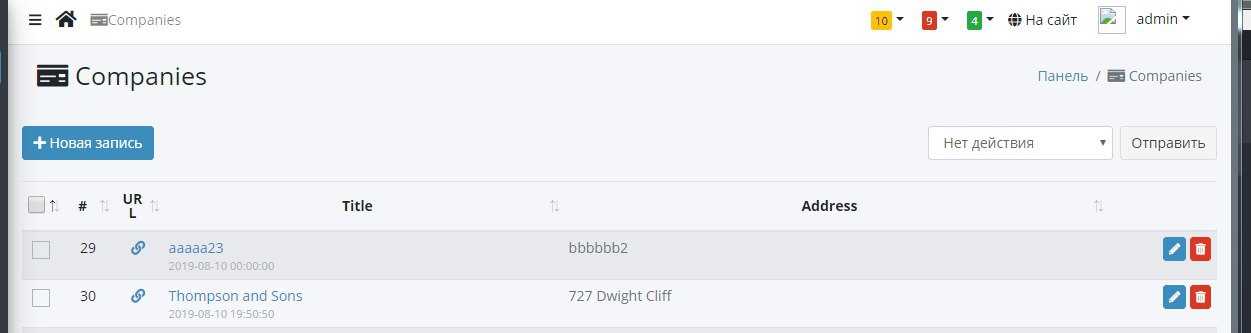 Companies 10 9 4 На сайт admin
Companies Панель / Companies
Новая запись Нет действия Отправить
# URL Title Address
29 aaaaa23 bbbbbb2
2019-08-10 00:00:00
30 Thompson and Sons 727 Dwight Cliff
2019-08-10 19:50:50